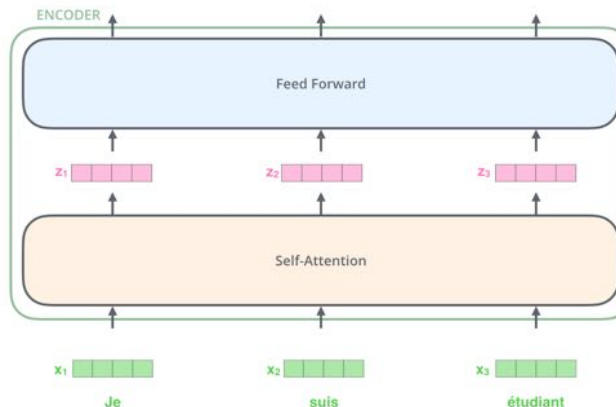 ENCODER
Feed Forward
z₁ z₂ z₃
Self-Attention
x₁ x₂ x₃
Je suis étudiant